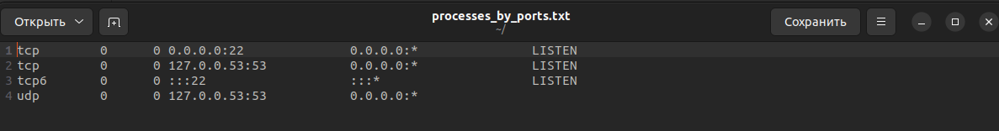 Открыть processes_by_ports.txt Сохранить
~/
1 tcp 0 0 0.0.0.0:22 0.0.0.0:* LISTEN
2 tcp 0 0 127.0.0.53:53 0.0.0.0:* LISTEN
3 tcp6 0 0 :::22 :::* LISTEN
4 udp 0 0 127.0.0.53:53 0.0.0.0:*